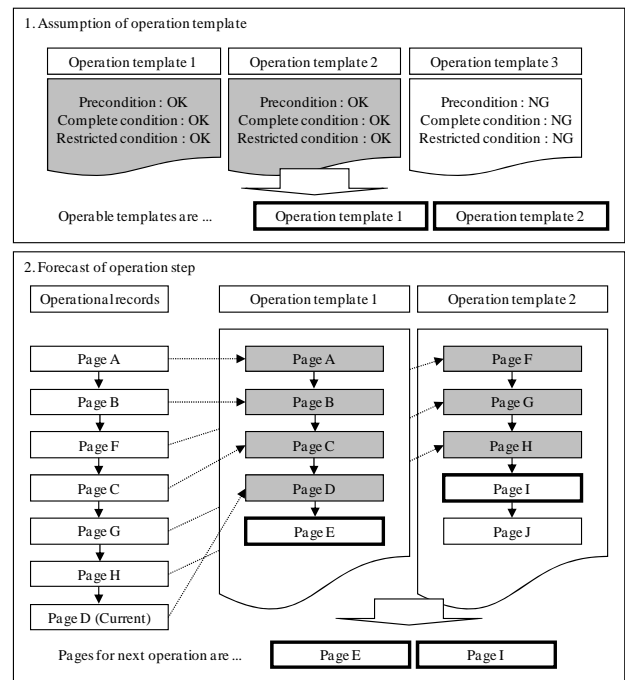 1. Assumption of operation template
Operation template 1
Operation template 2
Operation template 3
Precondition : OK
Complete condition : OK
Restricted condition : OK
Precondition : OK
Complete condition : OK
Restricted condition : OK
Precondition : NG
Complete condition : NG
Restricted condition : NG
Operable templates are ...
Operation template 1
Operation template 2
2. Forecast of operation step
Operational records
Operation template 1
Operation template 2
Page A
Page B
Page F
Page C
Page G
Page H
Page D (Current)
Page A
Page B
Page C
Page D
Page E
Page F
Page G
Page H
Page I
Page J
Pages for next operation are ...
Page E
Page I